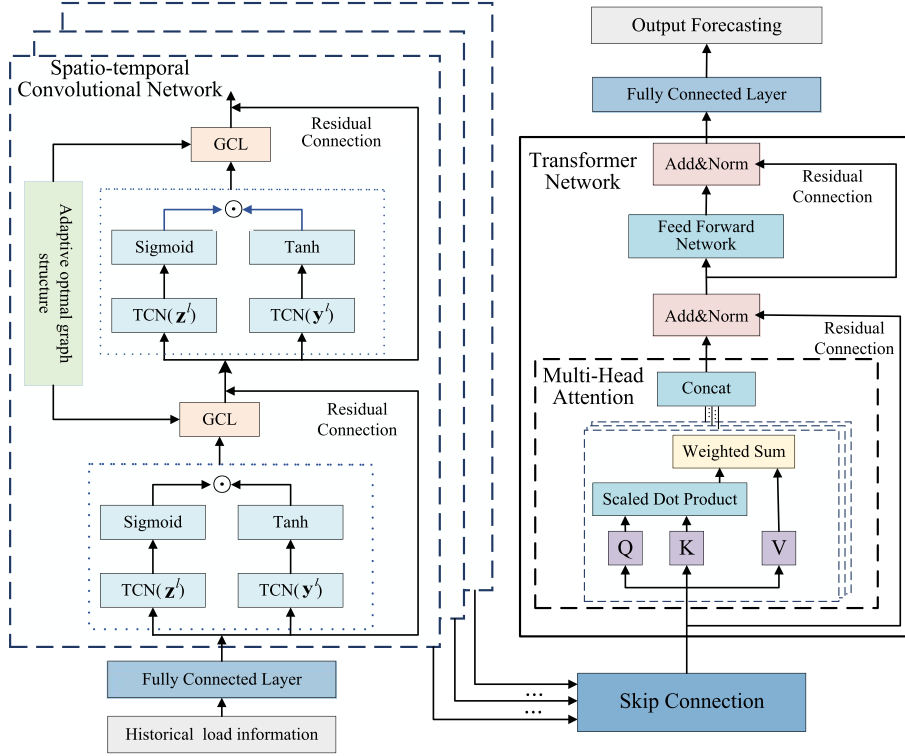 Spatio-temporal
Convolutional Network
Residual
Connection
GCL
Adaptive optmal graph
structure
Sigmoid
Tanh
TCN(z^l)
TCN(y^l)
GCL
Residual
Connection
Sigmoid
Tanh
TCN(z^l)
TCN(y^l)
Fully Connected Layer
Historical load information
...
...
Skip Connection
Output Forecasting
Fully Connected Layer
Transformer
Network
Add&Norm
Residual
Connection
Feed Forward
Network
Add&Norm
Residual
Connection
Multi-Head
Attention
Concat
Weighted Sum
Scaled Dot Product
Q
K
V